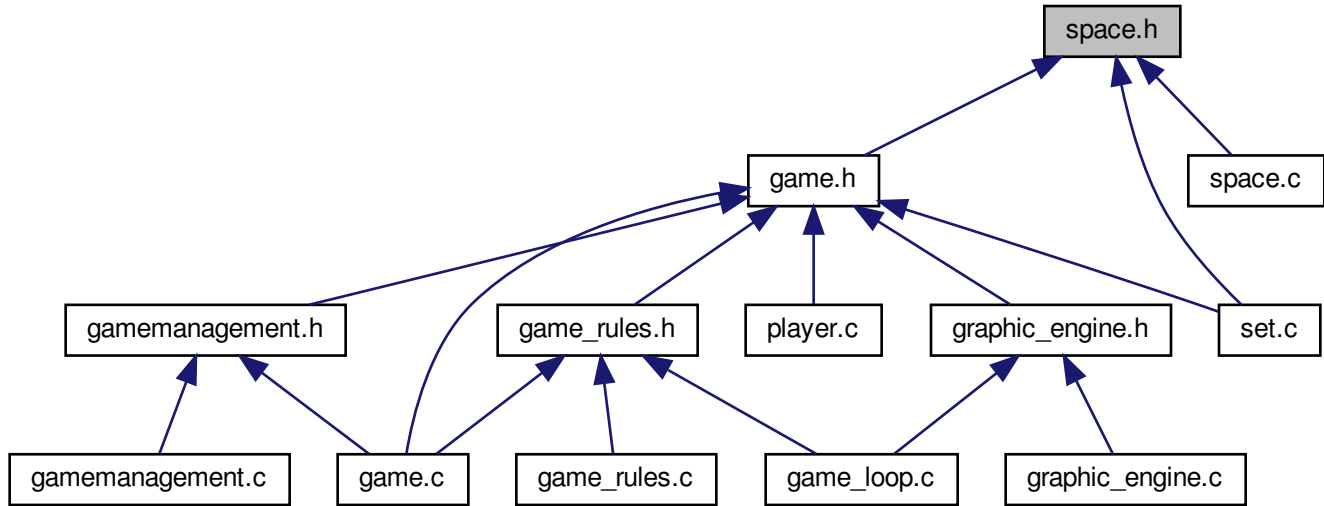 space.h
game.h
space.c
gamemanagement.h
game_rules.h
player.c
graphic_engine.h
set.c
gamemanagement.c
game.c
game_rules.c
game_loop.c
graphic_engine.c